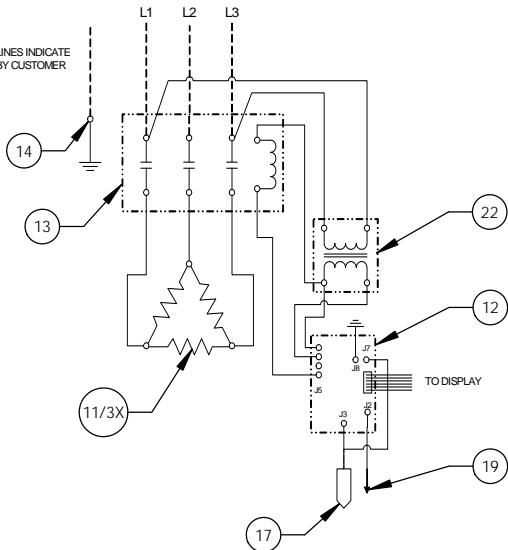 L1 L2 L3
LINES INDICATE
BY CUSTOMER
14
13
22
12
J7
J8
J5
TO DISPLAY
J2
J3
11/3X
19
17